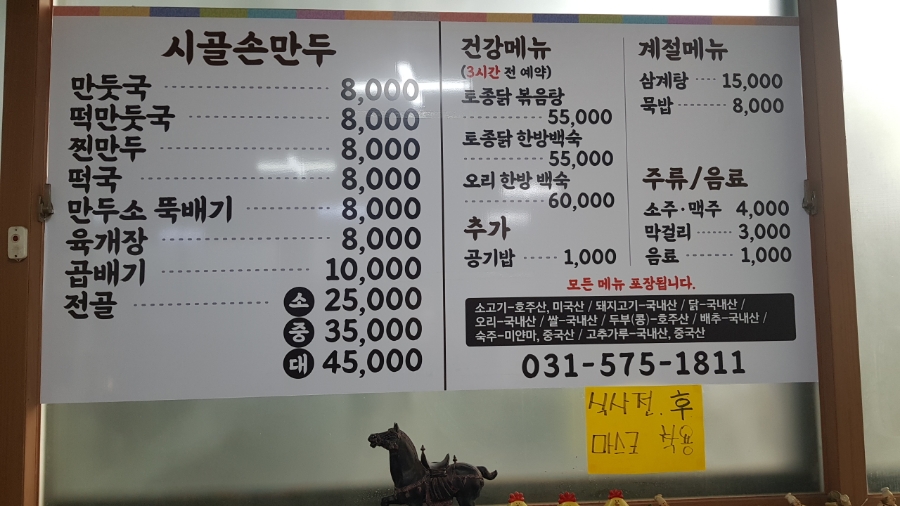 시골손만두
만둣국 8,000
떡만둣국 8,000
찐만두 8,000
떡국 8,000
만두소 뚝배기 8,000
육개장 8,000
곱배기 10,000
전골 소 25,000
중 35,000
대 45,000
건강메뉴
(3시간 전 예약)
토종닭 볶음탕
55,000
토종닭 한방백숙
55,000
오리 한방 백숙
60,000
추가
공기밥 1,000
계절메뉴
삼계탕 15,000
묵밥 8,000
주류/음료
소주·맥주 4,000
막걸리 3,000
음료 1,000
모든 메뉴 포장됩니다.
소고기-호주산, 미국산 / 돼지고기-국내산 / 닭-국내산 /
오리-국내산 / 쌀-국내산 / 두부(콩)-호주산 / 배추-국내산 /
숙주-미얀마, 중국산 / 고추가루-국내산, 중국산
031-575-1811